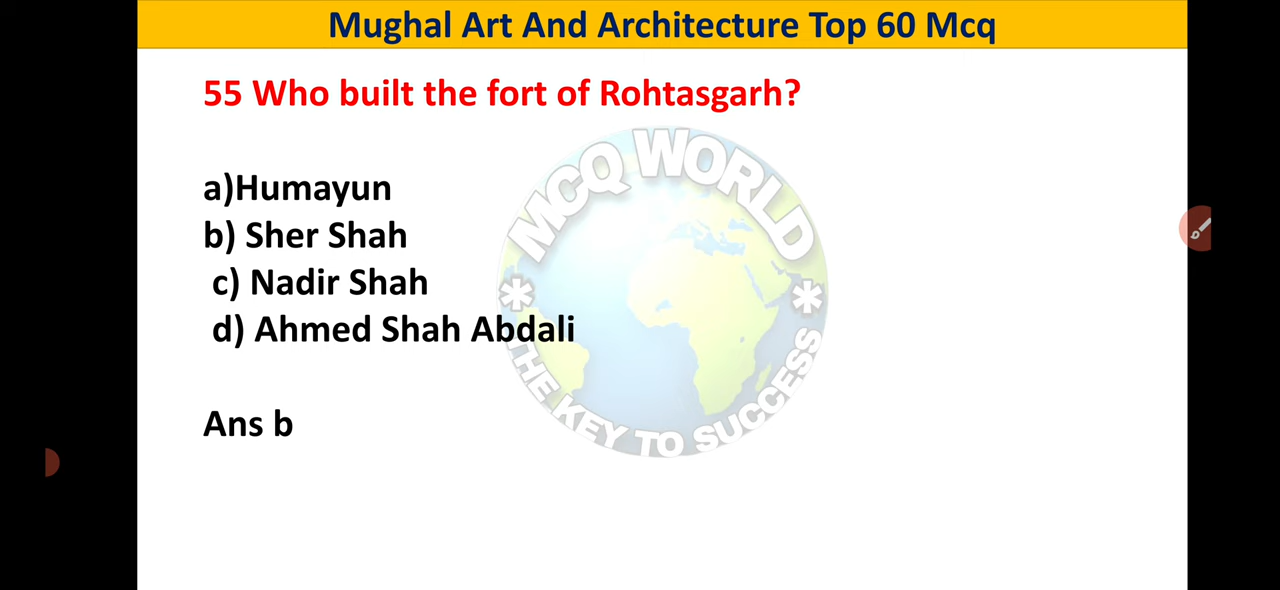 Mughal Art And Architecture Top 60 Mcq
55 Who built the fort of Rohtasgarh?
a)Humayun
b) Sher Shah
c) Nadir Shah
d) Ahmed Shah Abdali
Ans b
MCQ WORLD
* THE KEY TO SUCCESS *